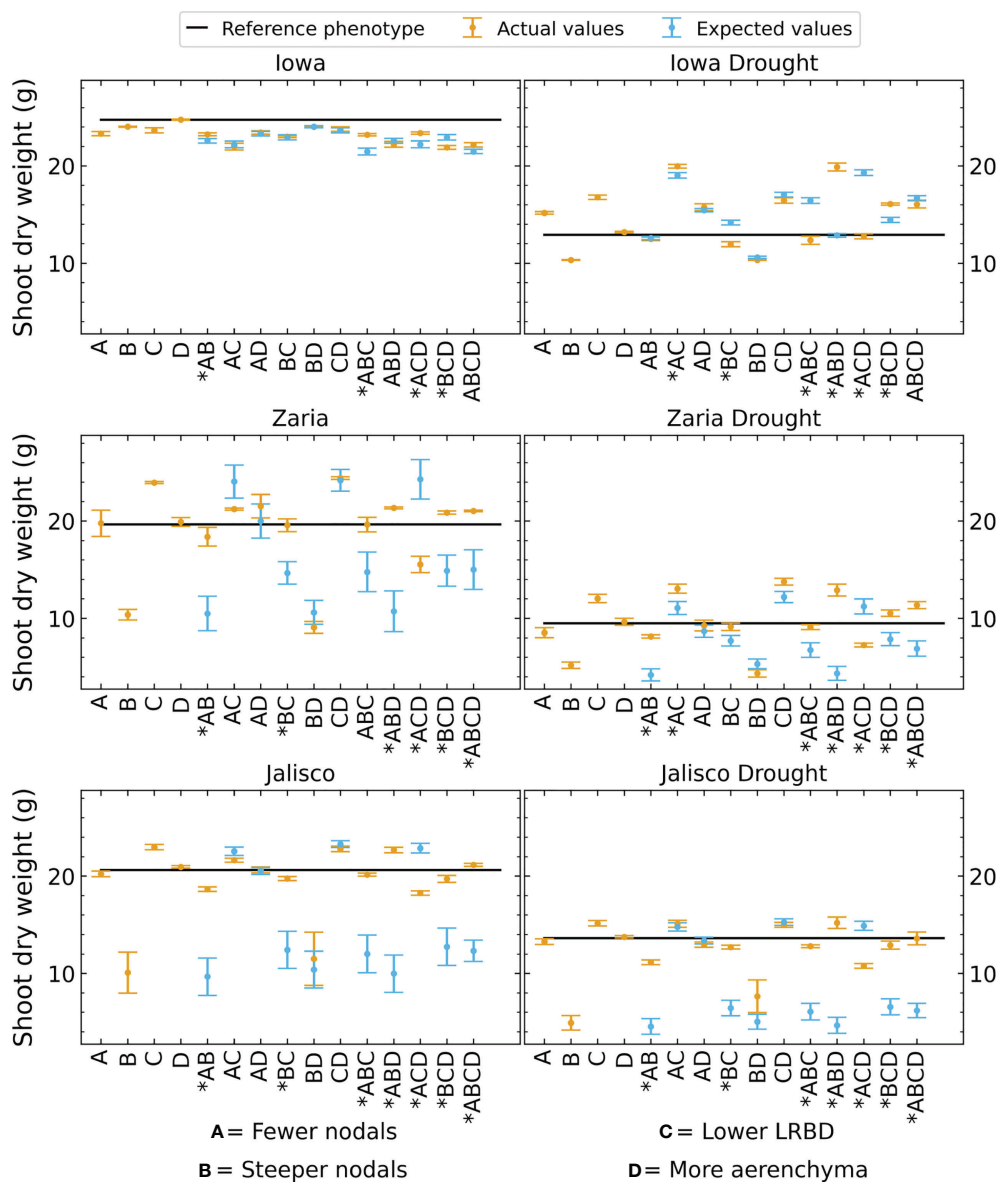 Reference phenotype Actual values Expected values
Iowa Iowa Drought
Shoot dry weight (g)
20 20
10 10
A B C D *AB AC AD BC BD CD *ABC ABD *ACD *BCD ABCD
A B C D AB *AC AD *BC BD CD *ABC *ABD *ACD *BCD ABCD
Zaria Zaria Drought
Shoot dry weight (g)
20 20
10 10
A B C D *AB AC AD *BC BD CD ABC *ABD *ACD *BCD *ABCD
A B C D *AB *AC AD BC BD CD *ABC *ABD *ACD *BCD *ABCD
Jalisco Jalisco Drought
Shoot dry weight (g)
20 20
10 10
A B C D *AB AC AD *BC BD CD *ABC *ABD *ACD *BCD *ABCD
A B C D *AB AC AD *BC BD CD *ABC *ABD *ACD *BCD *ABCD
A = Fewer nodals C = Lower LRBD
B = Steeper nodals D = More aerenchyma